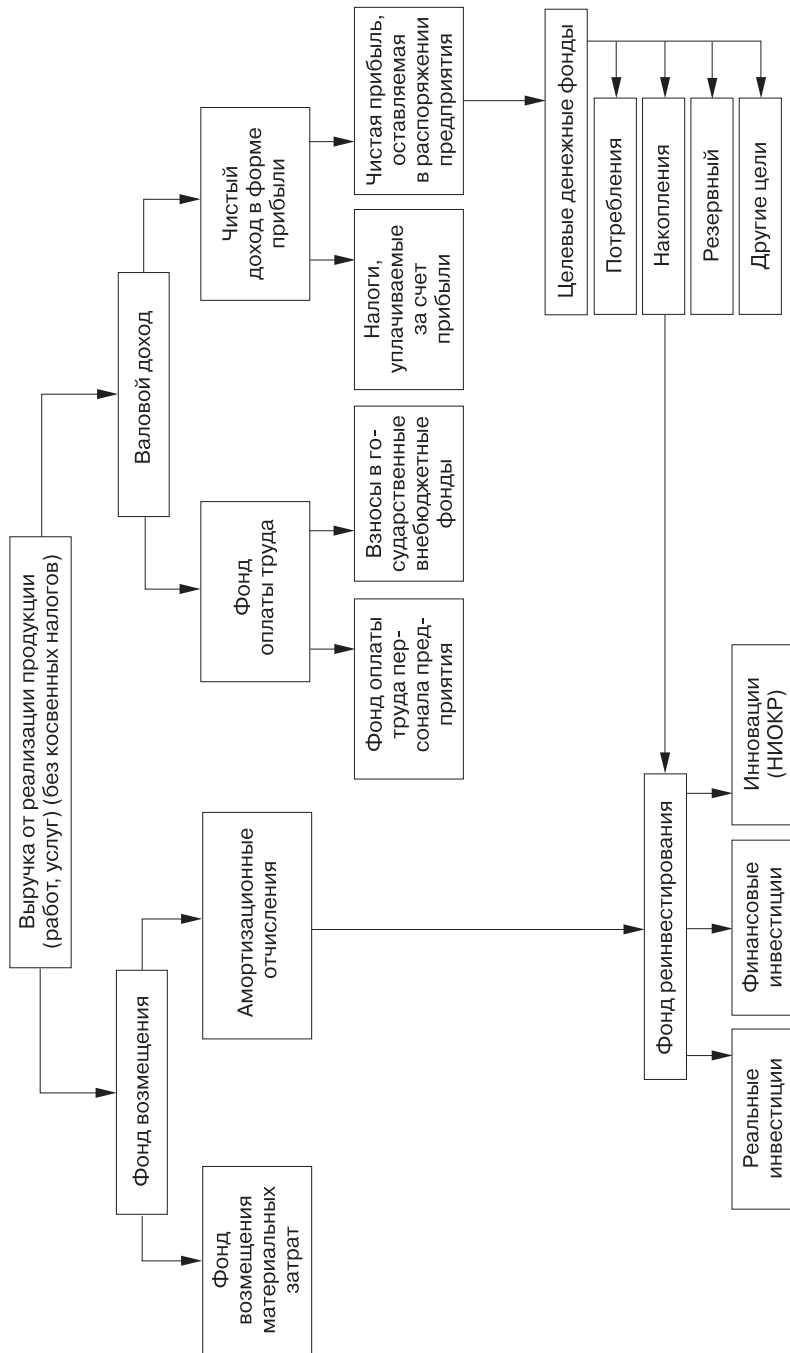 Выручка от реализации продукции
(работ, услуг) (без косвенных налогов)
Фонд возмещения
Валовой доход
Фонд
возмещения
материальных
затрат
Амортизационные
отчисления
Фонд
оплаты труда
Чистый
доход в форме
прибыли
Фонд оплаты
труда пер-
сонала пред-
приятия
Взносы в го-
сударственные
внебюджетные
фонды
Налоги,
уплачиваемые
за счет
прибыли
Чистая прибыль,
оставляемая
в распоряжении
предприятия
Целевые денежные фонды
Потребления
Накопления
Резервный
Другие цели
Фонд реинвестирования
Реальные
инвестиции
Финансовые
инвестиции
Инновации
(НИОКР)